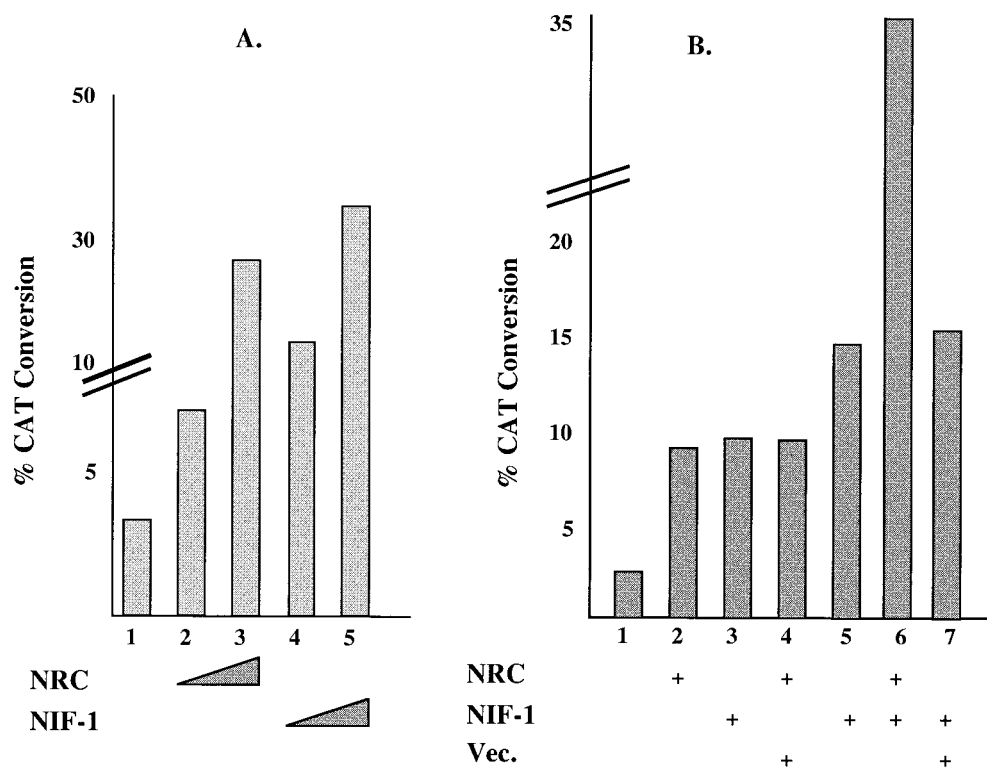 A.
% CAT Conversion
50
30
10
5
1 2 3 4 5
NRC
NIF-1
B.
% CAT Conversion
35
20
15
10
5
1 2 3 4 5 6 7
NRC + + +
NIF-1 + + + +
Vec. + +